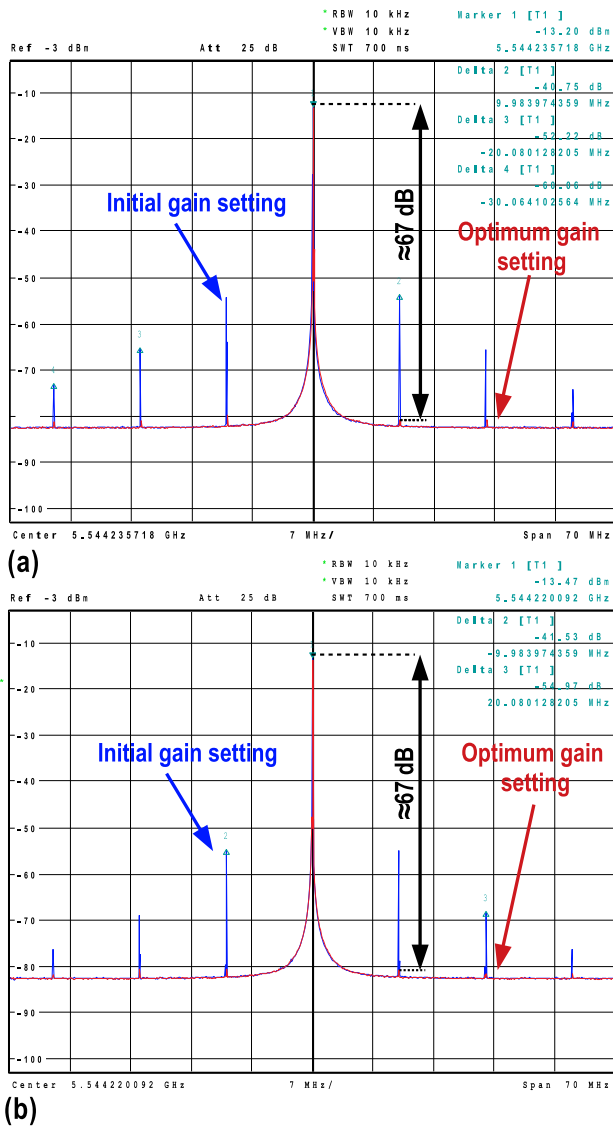 * RBW 10 kHz
Marker 1 [T1 ]
* VBW 10 kHz
-13.20 dBm
Ref -3 dBm
Att 25 dB
SWT 700 ms
5.544235718 GHz
Delta 2 [T1 ]
-40.75 dB
9.983974359 MHz
Delta 3 [T1 ]
-52.22 dB
-20.080128205 MHz
Delta 4 [T1 ]
-60.06 dB
-30.064102564 MHz
-10
-20
-30
-40
-50
-60
-70
-80
-90
-100
Initial gain setting
≈67 dB
Optimum gain
setting
2
3
4
Center 5.544235718 GHz
7 MHz/
Span 70 MHz
(a)
* RBW 10 kHz
Marker 1 [T1 ]
* VBW 10 kHz
-13.47 dBm
Ref -3 dBm
Att 25 dB
SWT 700 ms
5.544220092 GHz
Delta 2 [T1 ]
-41.53 dB
-9.983974359 MHz
Delta 3 [T1 ]
-54.97 dB
20.080128205 MHz
*
-10
-20
-30
-40
-50
-60
-70
-80
-90
-100
Initial gain setting
≈67 dB
Optimum gain
setting
2
3
Center 5.544220092 GHz
7 MHz/
Span 70 MHz
(b)